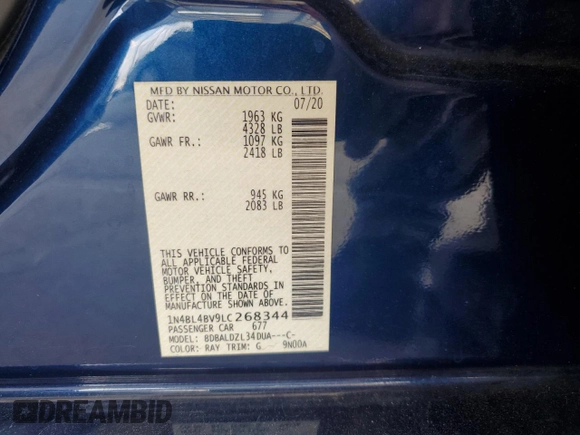 MFD BY NISSAN MOTOR CO., LTD.
DATE: 07/20
GVWR: 1963 KG
4328 LB
GAWR FR.: 1097 KG
2418 LB
GAWR RR.: 945 KG
2083 LB
THIS VEHICLE CONFORMS TO
ALL APPLICABLE FEDERAL
MOTOR VEHICLE SAFETY,
BUMPER, AND THEFT
PREVENTION STANDARDS IN
EFFECT ON THE DATE OF
MANUFACTURE SHOWN ABOVE.
1N4BL4BV9LC268344
PASSENGER CAR 677
MODEL: BDBALDZL34DUA---C-
COLOR: RAY TRIM: G 9N00A
DREAMBID